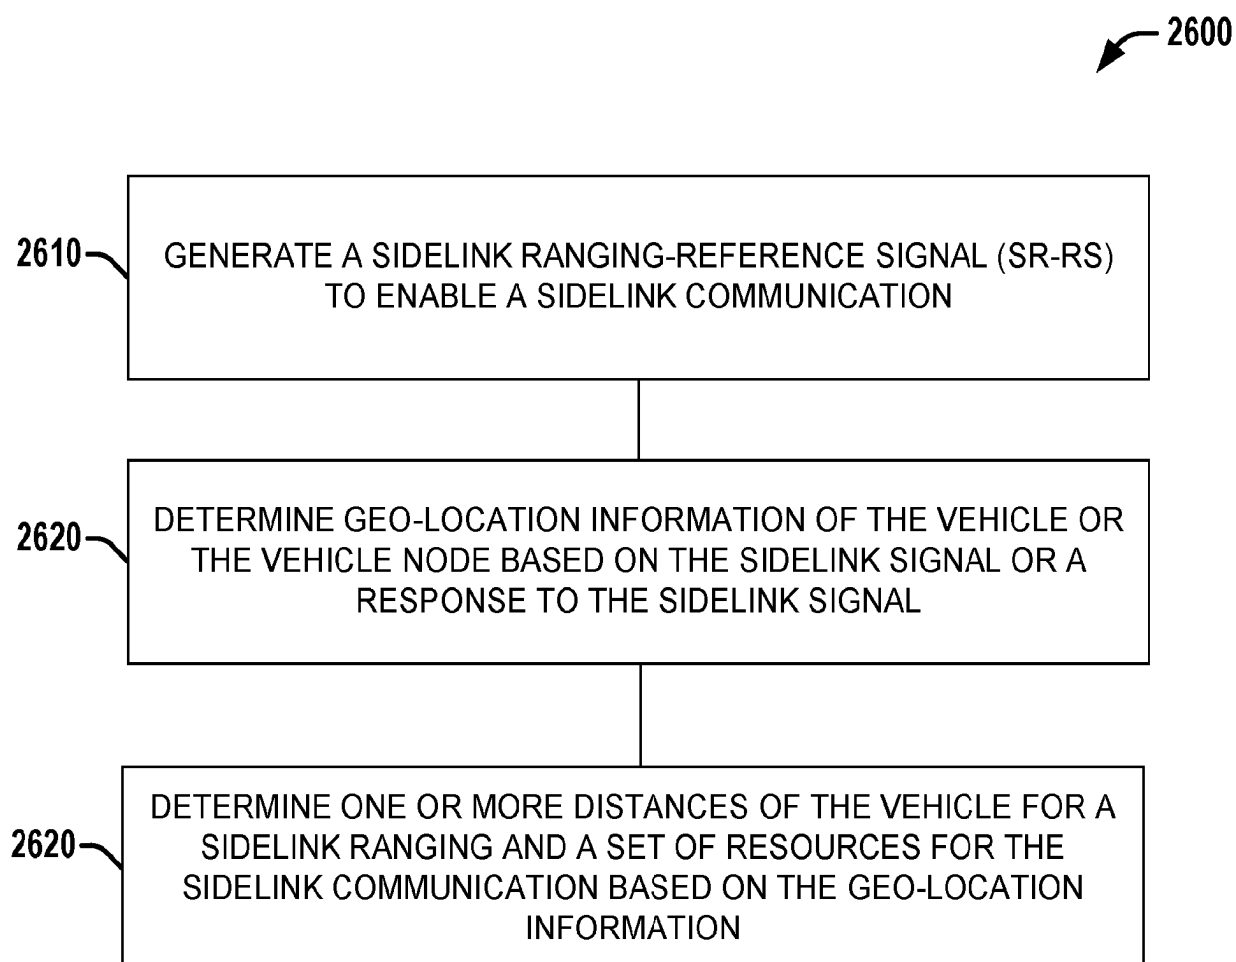 2600
2610
GENERATE A SIDELINK RANGING-REFERENCE SIGNAL (SR-RS)
TO ENABLE A SIDELINK COMMUNICATION
2620
DETERMINE GEO-LOCATION INFORMATION OF THE VEHICLE OR
THE VEHICLE NODE BASED ON THE SIDELINK SIGNAL OR A
RESPONSE TO THE SIDELINK SIGNAL
2620
DETERMINE ONE OR MORE DISTANCES OF THE VEHICLE FOR A
SIDELINK RANGING AND A SET OF RESOURCES FOR THE
SIDELINK COMMUNICATION BASED ON THE GEO-LOCATION
INFORMATION